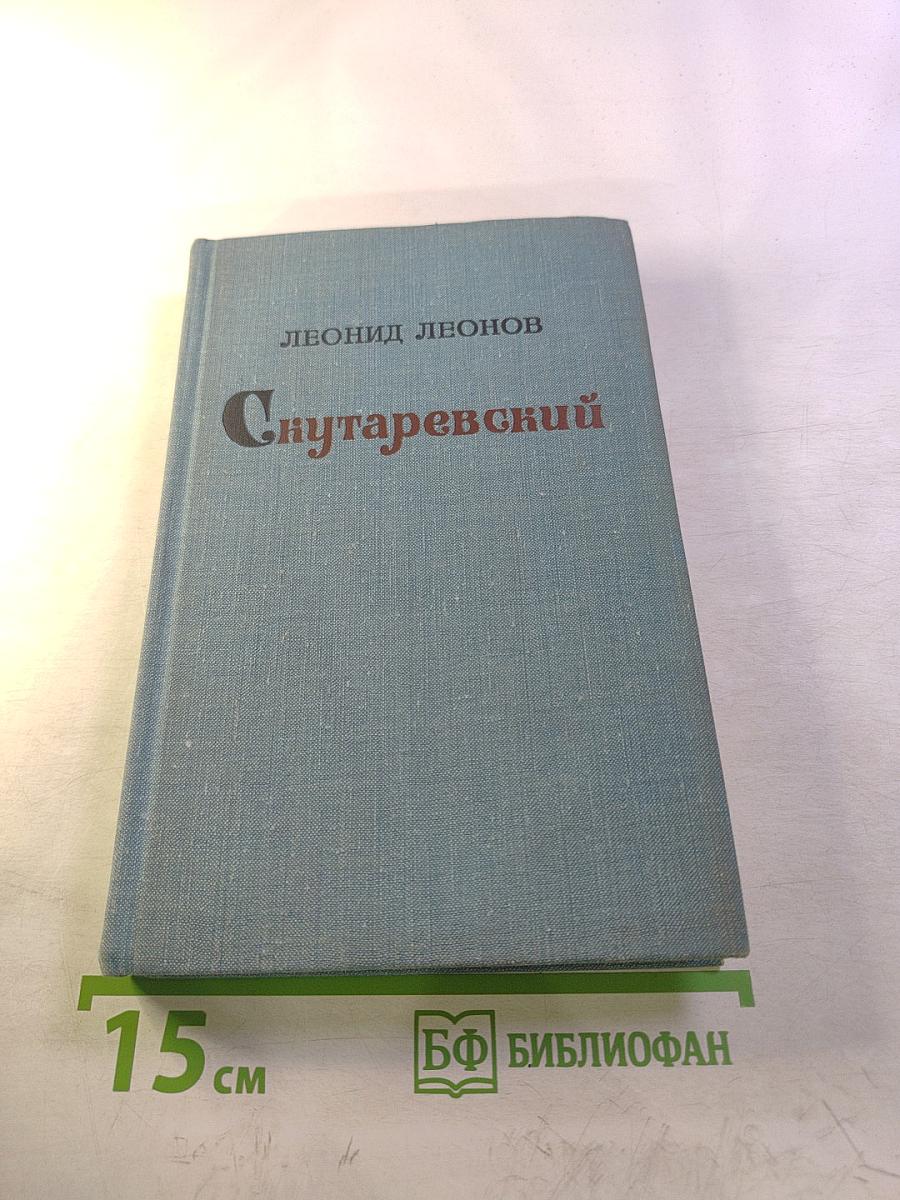 ЛЕОНИД ЛЕОНОВ
Скутаревский
15 см
БФ БИБЛИОФАН